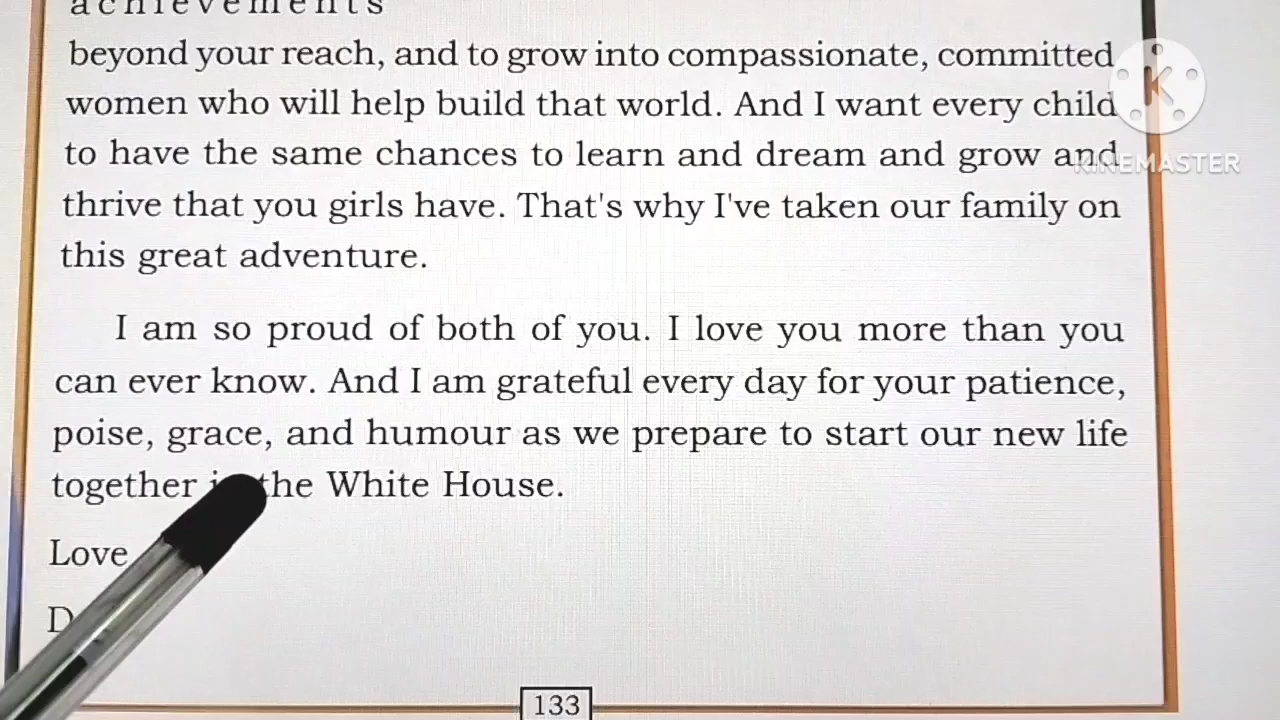 achievements
beyond your reach, and to grow into compassionate, committed
women who will help build that world. And I want every child
to have the same chances to learn and dream and grow and
thrive that you girls have. That's why I've taken our family on
this great adventure.
I am so proud of both of you. I love you more than you
can ever know. And I am grateful every day for your patience,
poise, grace, and humour as we prepare to start our new life
together the White House.
Love
133
K
KINEMASTER